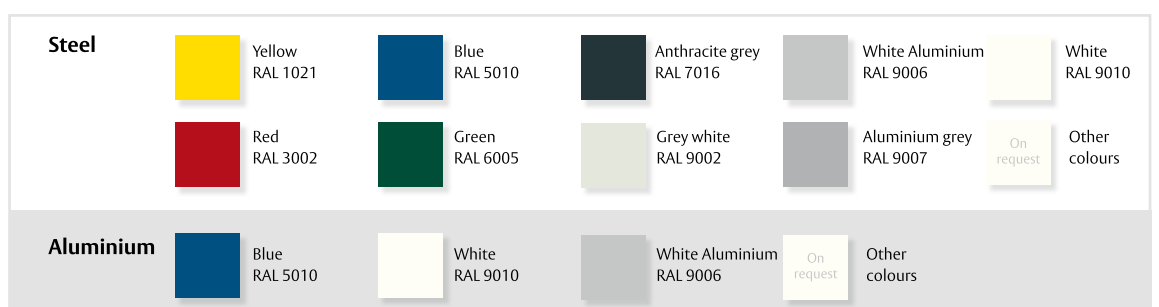 Steel
Yellow
RAL 1021
Blue
RAL 5010
Anthracite grey
RAL 7016
White Aluminium
RAL 9006
White
RAL 9010
Red
RAL 3002
Green
RAL 6005
Grey white
RAL 9002
Aluminium grey
RAL 9007
On
request
Other
colours
Aluminium
Blue
RAL 5010
White
RAL 9010
White Aluminium
RAL 9006
On
request
Other
colours